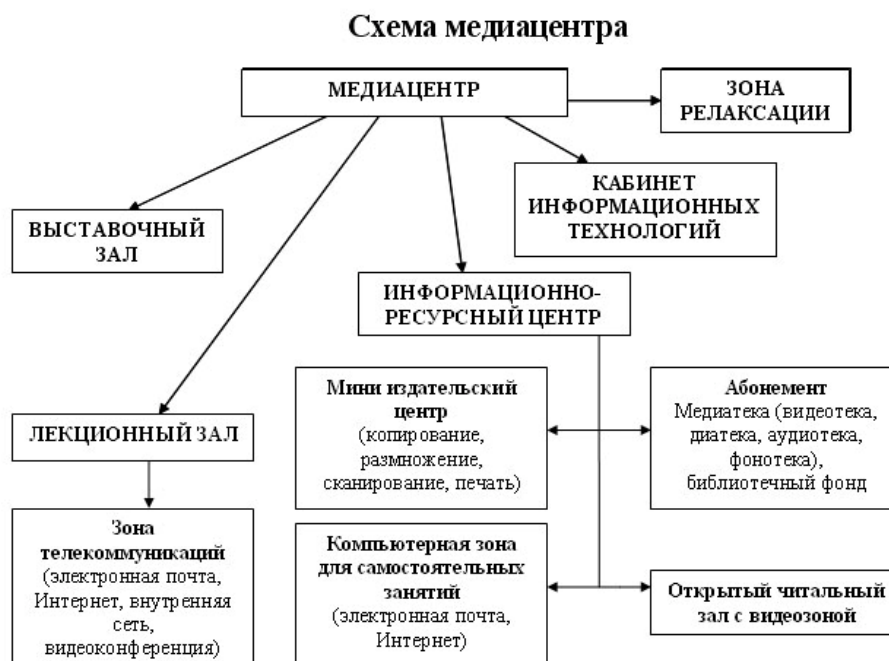 Схема медиацентра
МЕДИАЦЕНТР
ЗОНА
РЕЛАКСАЦИИ
ВЫСТАВОЧНЫЙ
ЗАЛ
КАБИНЕТ
ИНФОРМАЦИОННЫХ
ТЕХНОЛОГИЙ
ИНФОРМАЦИОННО-
РЕСУРСНЫЙ ЦЕНТР
ЛЕКЦИОННЫЙ ЗАЛ
Мини издательский
центр
(копирование,
размножение,
сканирование, печать)
Абонемент
Медиатека (видеотека,
диатека, аудиотека,
фонотека),
библиотечный фонд
Зона
телекоммуникаций
(электронная почта,
Интернет, внутренняя
сеть,
видеоконференция)
Компьютерная зона
для самостоятельных
занятий
(электронная почта,
Интернет)
Открытый читальный
зал с видеозоной